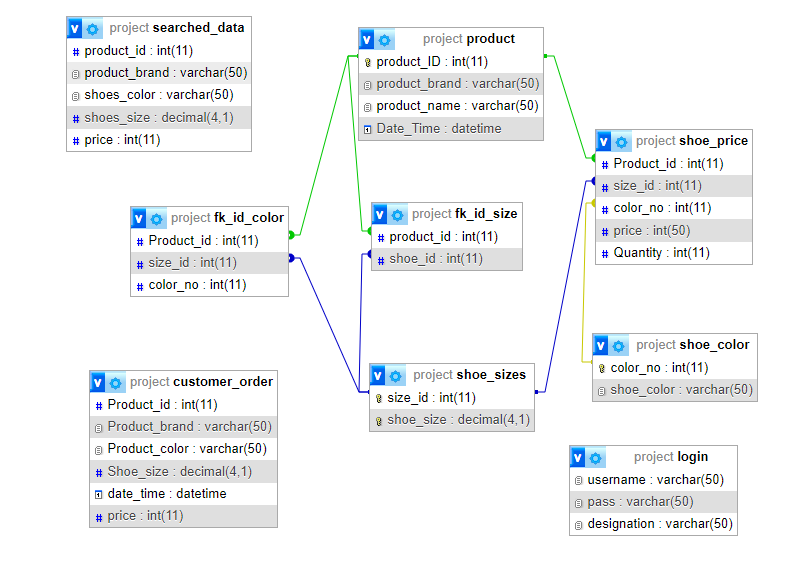 project searched_data
product_id : int(11)
product_brand : varchar(50)
shoes_color : varchar(50)
shoes_size : decimal(4,1)
price : int(11)
project product
product_ID : int(11)
product_brand : varchar(50)
product_name : varchar(50)
Date_Time : datetime
project shoe_price
Product_id : int(11)
size_id : int(11)
color_no : int(11)
price : int(50)
Quantity : int(11)
project fk_id_color
Product_id : int(11)
size_id : int(11)
color_no : int(11)
project fk_id_size
product_id : int(11)
shoe_id : int(11)
project shoe_color
color_no : int(11)
shoe_color : varchar(50)
project customer_order
Product_id : int(11)
Product_brand : varchar(50)
Product_color : varchar(50)
Shoe_size : decimal(4,1)
date_time : datetime
price : int(11)
project shoe_sizes
size_id : int(11)
shoe_size : decimal(4,1)
project login
username : varchar(50)
pass : varchar(50)
designation : varchar(50)